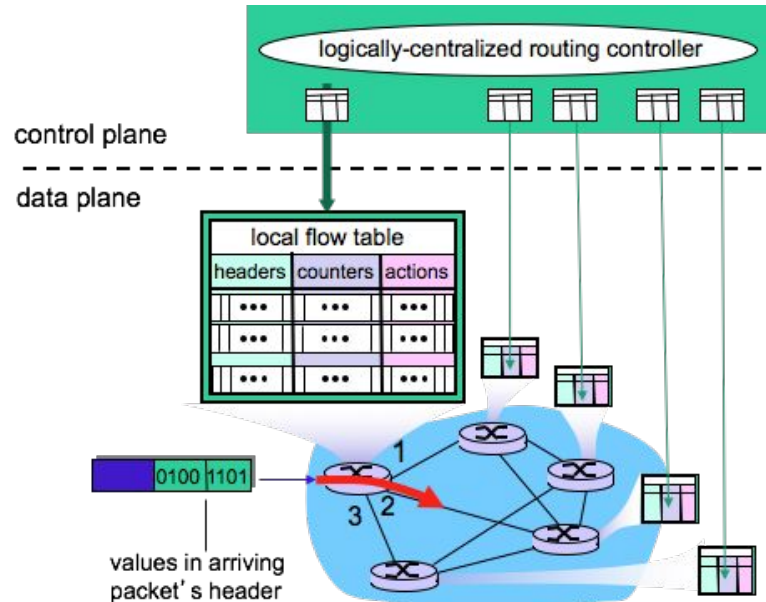 logically-centralized routing controller
control plane
data plane
local flow table
headers counters actions
1
0100 1101
2
3
values in arriving
packet's header